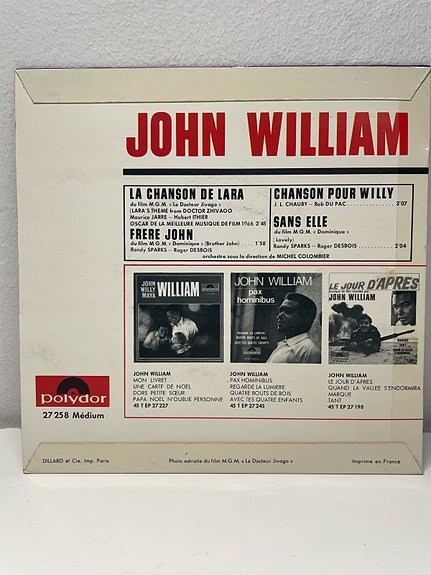 JOHN WILLIAM
LA CHANSON DE LARA
du film M.G.M. « Le Docteur Jivago »
(LARA'S THEME from DOCTOR ZHIVAGO
Maurice JARRE - Hubert ITHIER
OSCAR DE LA MEILLEURE MUSIQUE DE FILM 1966 2'45
FRERE JOHN
du film M.G.M. « Dominique » (Brother John) .... 1'58
Randy SPARKS - Roger DESBOIS
CHANSON POUR WILLY
J. L. CHAUBY - Bob DU PAC .......... 3'07
SANS ELLE
du film M.G.M. « Dominique »
(Lovely)
Randy SPARKS - Roger DESBOIS .......... 2'04
orchestre sous la direction de MICHEL COLOMBIER
JOHN
WILLY
MAYA
WILLIAM
JOHN WILLIAM
pax
hominibus
LE JOUR D'APRES
JOHN WILLIAM
JOHN WILLIAM
MON LIVRET
UNE CARTE DE NOEL
DORS PETITE SŒUR
PAPA NOEL N'OUBLIE PERSONNE
45 T EP 27 227
JOHN WILLIAM
PAX HOMINIBUS
REGARDE LA LUMIERE
QUATRE BOUTS DE BOIS
AVEC TES QUATRE ENFANTS
45 T EP 27 245
JOHN WILLIAM
LE JOUR D'APRES
QUAND LA VALLEE S'ENDORMIRA
MARQUE
TANT
45 T EP 27 198
polydor
27 258 Médium
DILLARD et Cie. Imp. Paris
Photo extraite du film M.G.M. « Le Docteur Jivago »
Imprimé en France